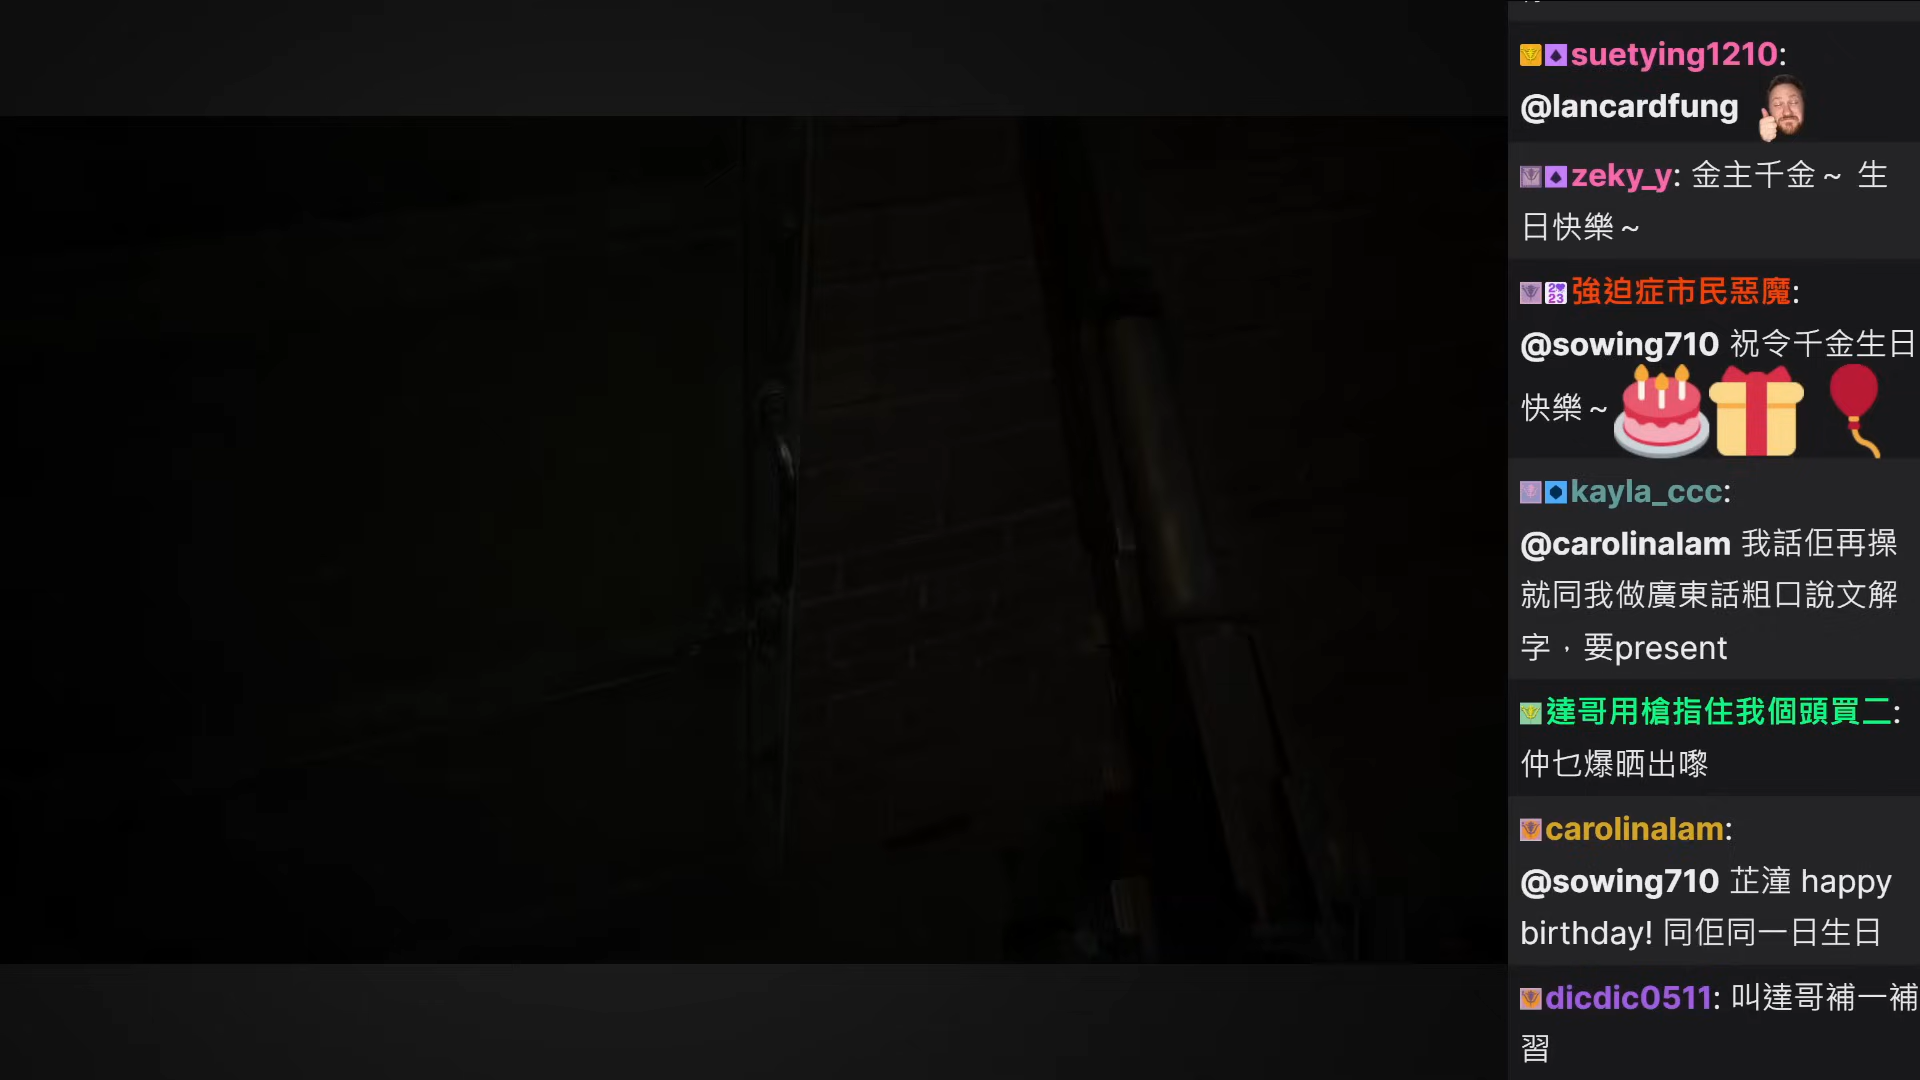 suetying1210:
@lancardfung
zeky_y: 金主千金~ 生
日快樂~
強迫症市民惡魔:
@sowing710 祝令千金生日
快樂~
kayla_ccc:
@carolinalam 我話佢再操
就同我做廣東話粗口說文解
字，要present
達哥用槍指住我個頭買二:
仲乜爆晒出嚟
carolinalam:
@sowing710 芷潼 happy
birthday! 同佢同一日生日
dicdic0511: 叫達哥補一補
習